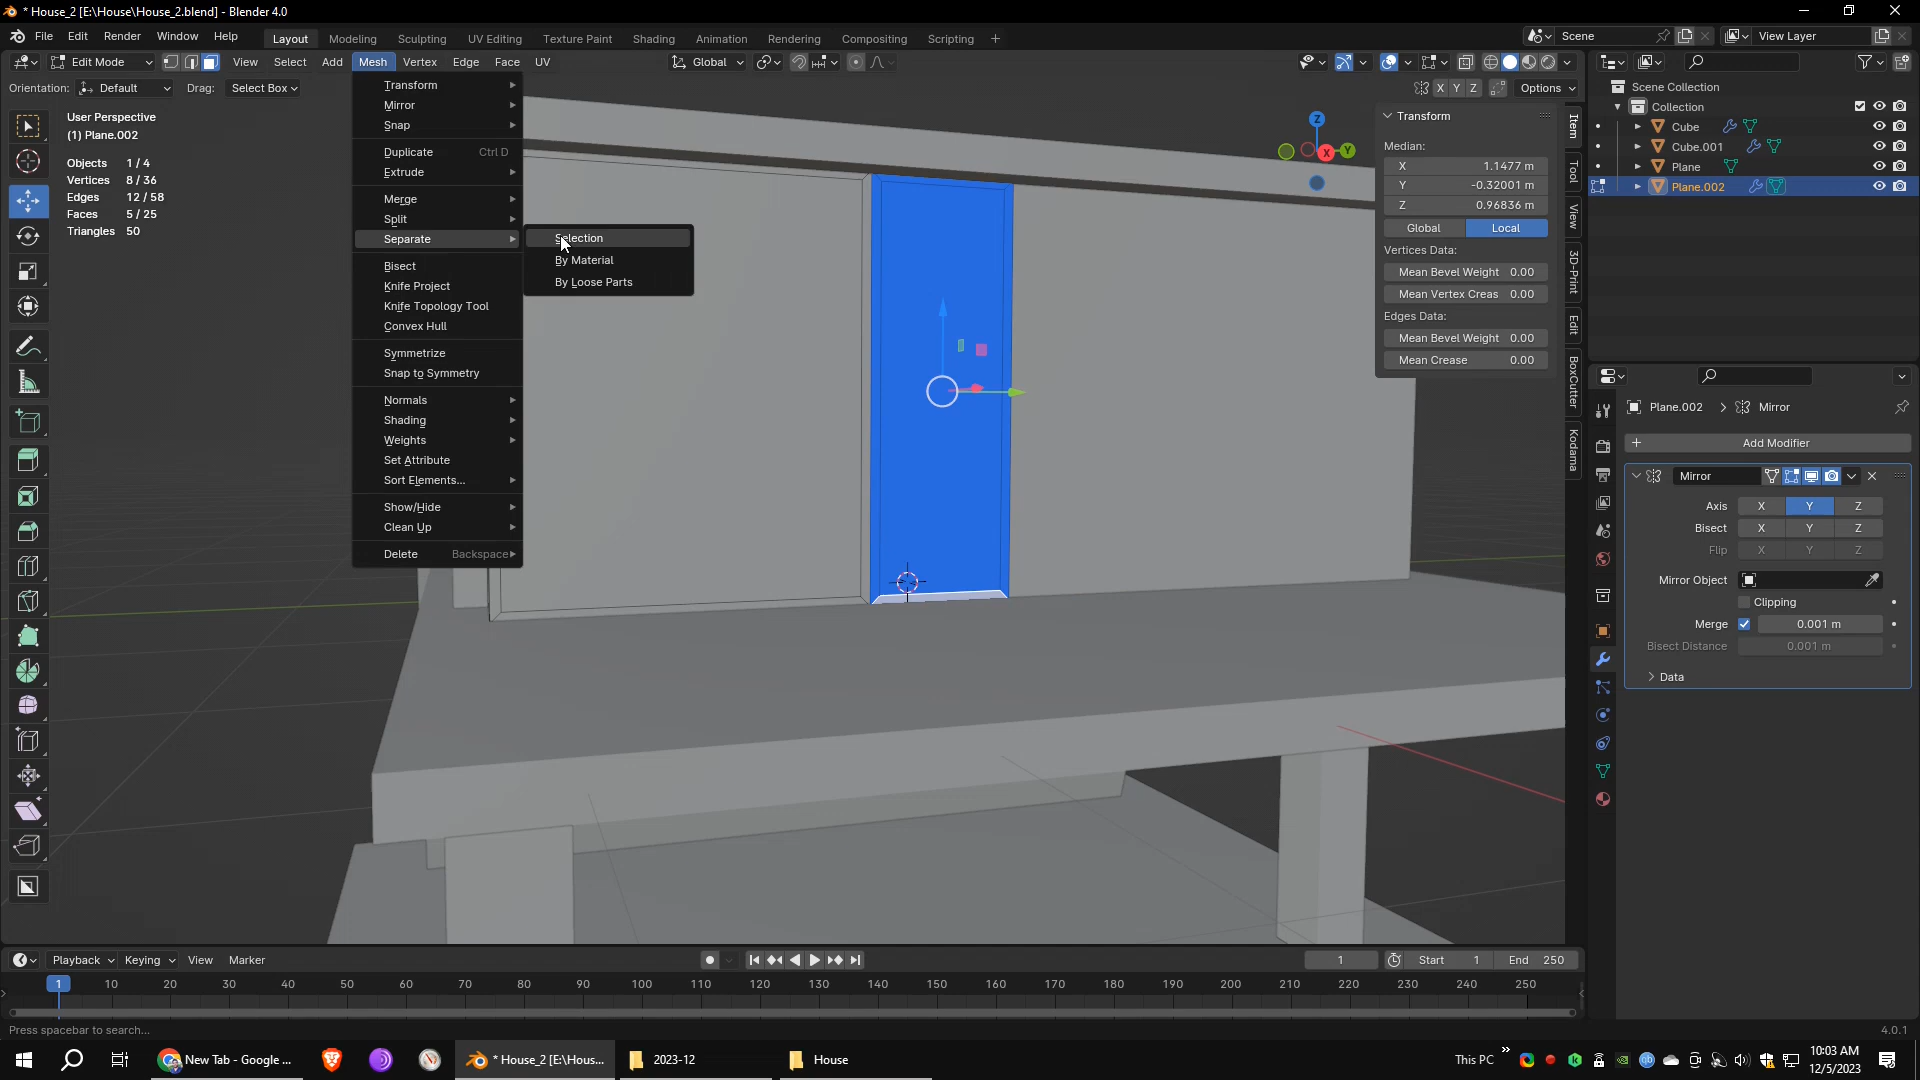 * House_2 [E:\House\House_2.blend] - Blender 4.0
File Edit Render Window Help
Layout Modeling Sculpting UV Editing Texture Paint Shading Animation Rendering Compositing Scripting +
Scene
View Layer
Edit Mode
View Select Add Mesh Vertex Edge Face UV
Global
Orientation: Default Drag: Select Box
X Y Z Options
User Perspective
(1) Plane.002
Objects 1 / 4
Vertices 8 / 36
Edges 12 / 58
Faces 5 / 25
Triangles 50
Transform
Mirror
Snap
Duplicate Ctrl D
Extrude
Merge
Split
Separate
Bisect
Knife Project
Knife Topology Tool
Convex Hull
Symmetrize
Snap to Symmetry
Normals
Shading
Weights
Set Attribute
Sort Elements...
Show/Hide
Clean Up
Delete Backspace
Selection
By Material
By Loose Parts
Z
X
Y
Transform
Median:
X 1.1477 m
Y -0.32001 m
Z 0.96836 m
Global Local
Vertices Data:
Mean Bevel Weight 0.00
Mean Vertex Creas 0.00
Edges Data:
Mean Bevel Weight 0.00
Mean Crease 0.00
Item
Tool
View
3D-Print
Edit
BoxCutter
Kodama
Scene Collection
Collection
Cube
Cube.001
Plane
Plane.002
Plane.002 > Mirror
+ Add Modifier
Mirror
Axis X Y Z
Bisect X Y Z
Flip X Y Z
Mirror Object
Clipping
Merge 0.001 m
Bisect Distance 0.001 m
Data
Playback Keying View Marker
1 Start 1 End 250
1 10 20 30 40 50 60 70 80 90 100 110 120 130 140 150 160 170 180 190 200 210 220 230 240 250
Press spacebar to search...
4.0.1
New Tab - Google ...
* House_2 [E:\Hous...
2023-12
House
This PC
10:03 AM
12/5/2023